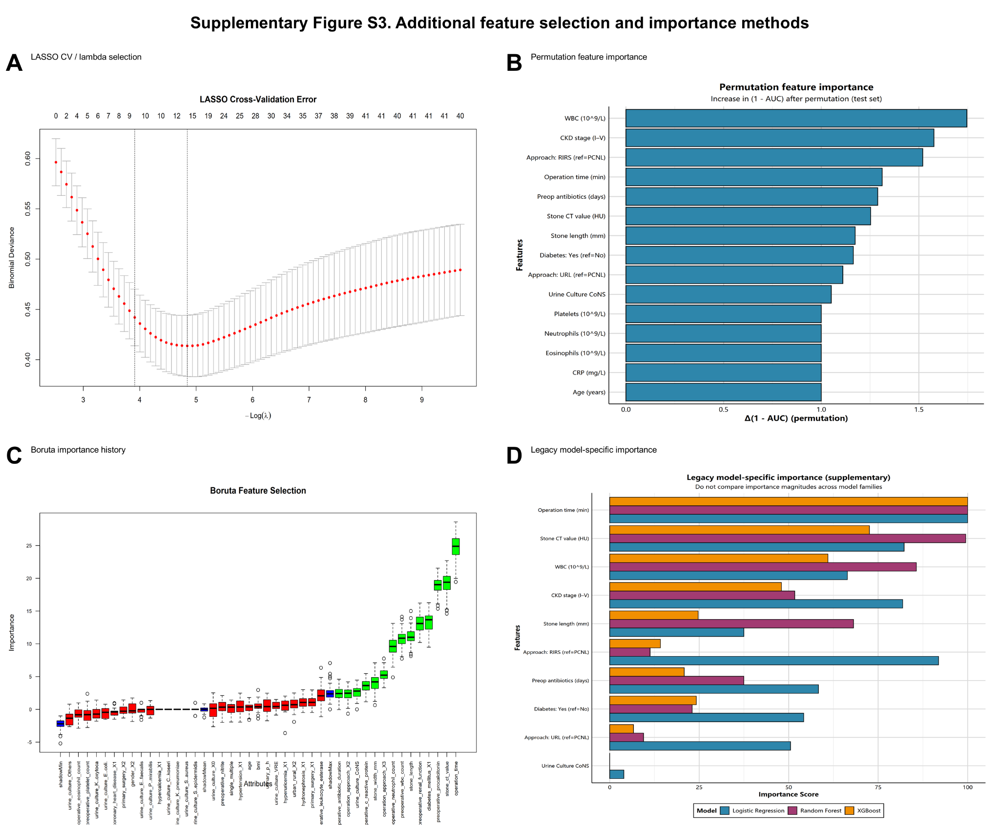 Supplementary Figure S3. Additional feature selection and importance methods
A
LASSO CV / lambda selection
LASSO Cross-Validation Error
0 2 4 5 6 7 8 9 10 10 12 15 19 24 25 28 30 34 35 37 38 39 41 41 40 41 41 41 40
Binomial Deviance
0.60
0.55
0.50
0.45
0.40
3 4 5 6 7 8 9
−Log(λ)
B
Permutation feature importance
Permutation feature importance
Increase in (1 - AUC) after permutation (test set)
Features
WBC (10^9/L)
CKD stage (I–V)
Approach: RIRS (ref=PCNL)
Operation time (min)
Preop antibiotics (days)
Stone CT value (HU)
Stone length (mm)
Diabetes: Yes (ref=No)
Approach: URL (ref=PCNL)
Urine Culture CoNS
Platelets (10^9/L)
Neutrophils (10^9/L)
Eosinophils (10^9/L)
CRP (mg/L)
Age (years)
0.0 0.5 1.0 1.5
Δ(1 - AUC) (permutation)
C
Boruta importance history
Boruta Feature Selection
Importance
25
20
15
10
5
0
-5
shadowMin
urine_culture_Others
operative_eosinophil_count
preoperative_platelet_count
urine_culture_K..oxytoca
urine_culture_E..coli.
coronary_heart_disease_X1
primary_surgery_X2
gender_X2
urine_culture_E.faecalis
urine_culture_P..mirabilis
hypercalcemia_X1
urine_culture_C..koseri
ine_culture_K..pneumoniae
urine_culture_S..aureus
rine_culture_S..epidermidis
shadowMean
urine_culture_X0
preoperative_nitrite
single_multiple
hypertension_X1
age
bmi
urinary_p_h
urine_culture_VRE
hyperuricemia_X1
urban_rural_X2
hydronephrosis_X1
primary_surgery_X1
erative_leukocyte_esterase
shadowMax
perative_antibiotic_duration
operation_approach_X2
urine_culture_CoNS
perative_c_reactive_protein
stone_width_mm
operation_approach_X3
operative_neutrophil_count
preoperative_wbc_count
stone_length
preoperative_renal_function
diabetes_mellitus_X1
preoperative_procalcitonin
stone_ct_value
operation_time
Attributes
D
Legacy model-specific importance
Legacy model-specific importance (supplementary)
Do not compare importance magnitudes across model families
Features
Operation time (min)
Stone CT value (HU)
WBC (10^9/L)
CKD stage (I–V)
Stone length (mm)
Approach: RIRS (ref=PCNL)
Preop antibiotics (days)
Diabetes: Yes (ref=No)
Approach: URL (ref=PCNL)
Urine Culture CoNS
0 25 50 75 100
Importance Score
Model Logistic Regression Random Forest XGBoost